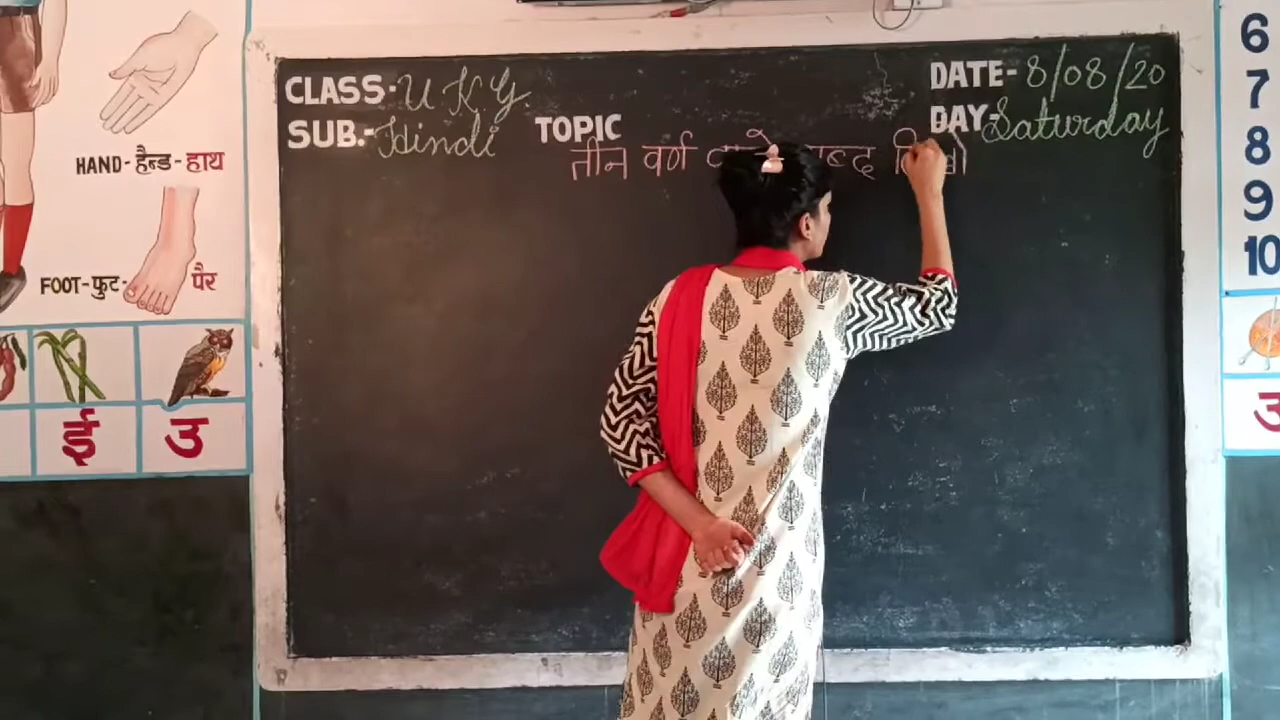 CLASS- U K G
DATE- 8/08/20
SUB.- Hindi
TOPIC
DAY- Saturday
तीन वर्ण
HAND - हैन्ड - हाथ
FOOT - फुट - पैर
ई
उ
6
7
8
9
10
उ